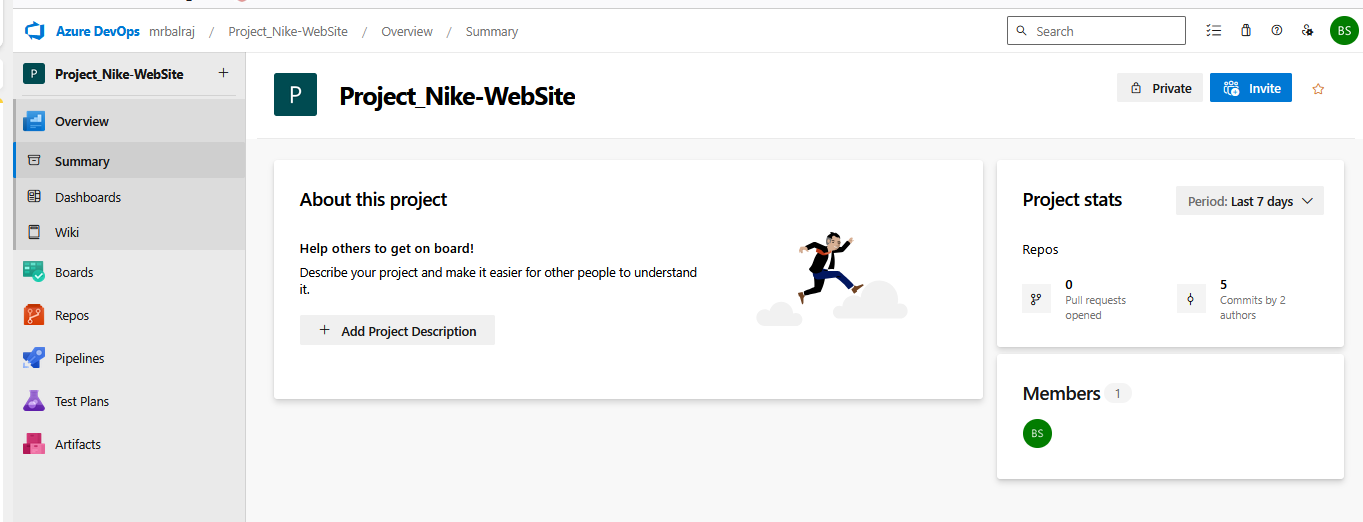 Azure DevOps mrbalraj / Project_Nike-WebSite / Overview / Summary
Search
BS
P Project_Nike-WebSite +
Overview
Summary
Dashboards
Wiki
Boards
Repos
Pipelines
Test Plans
Artifacts
P Project_Nike-WebSite
Private
Invite
About this project
Help others to get on board!
Describe your project and make it easier for other people to understand
it.
+ Add Project Description
Project stats
Period: Last 7 days
Repos
0
Pull requests
opened
5
Commits by 2
authors
Members 1
BS